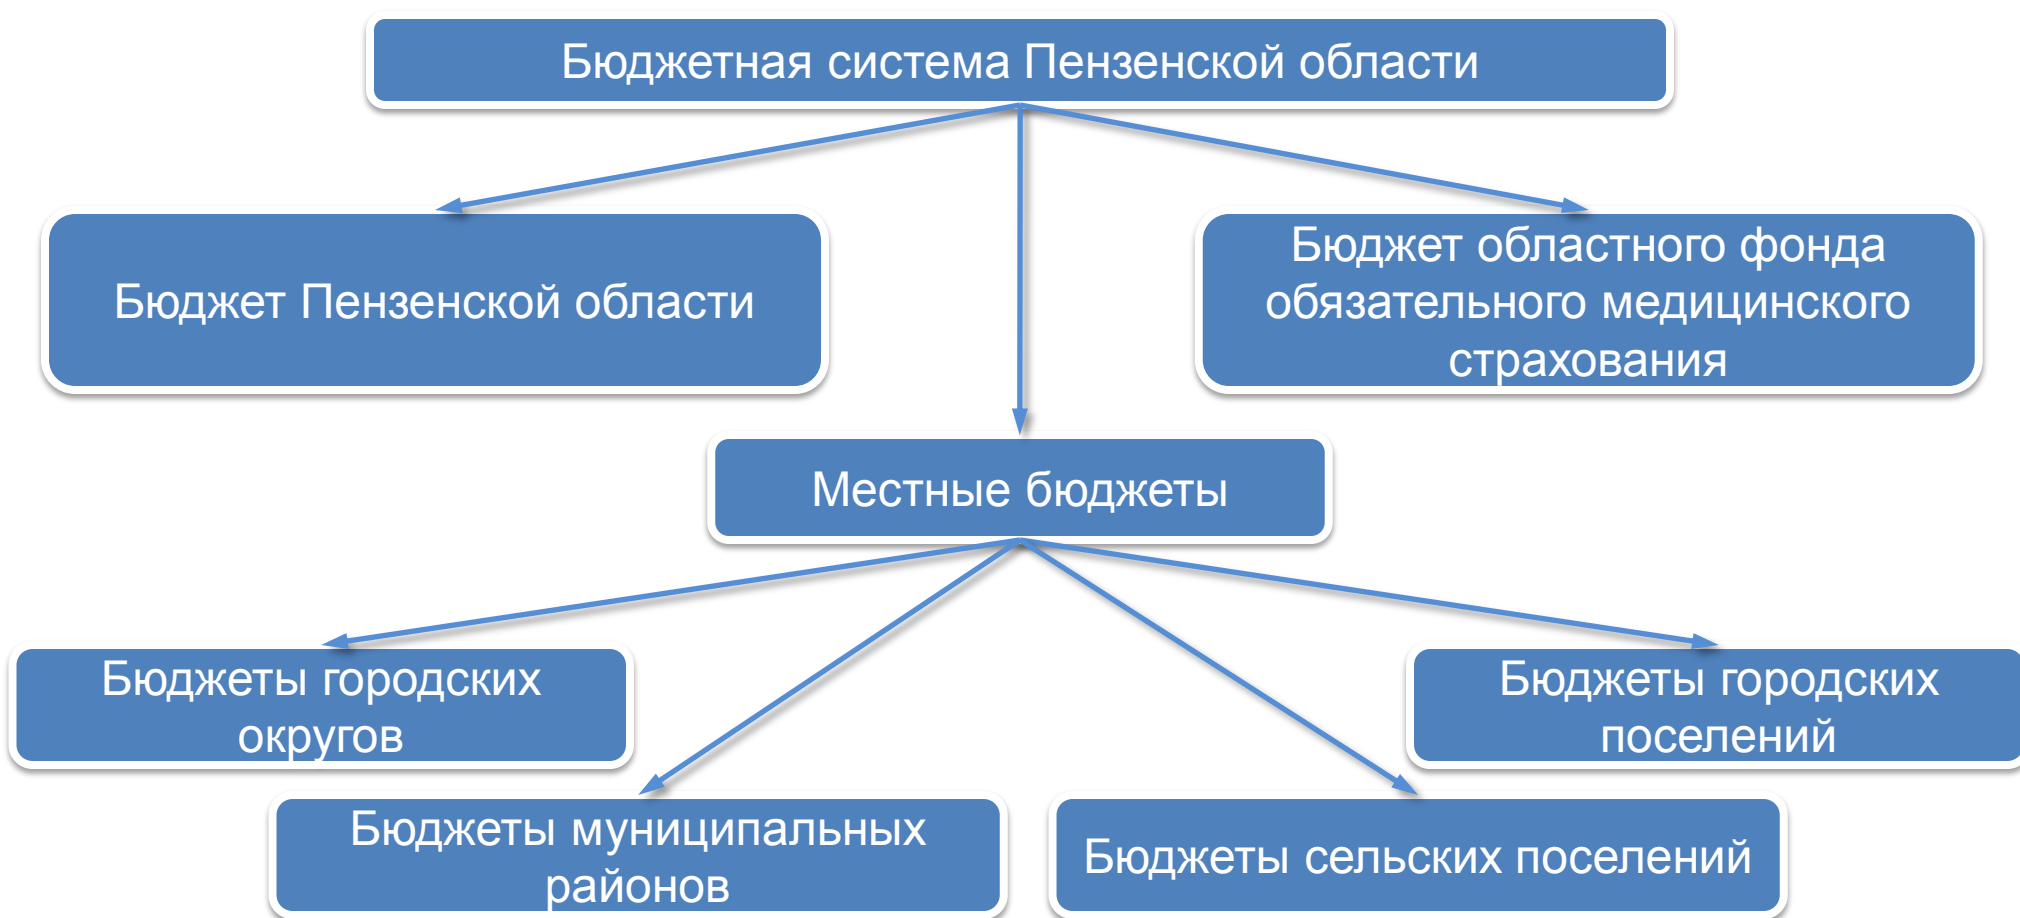 Бюджетная система Пензенской области
Бюджет Пензенской области
Бюджет областного фонда
обязательного медицинского
страхования
Местные бюджеты
Бюджеты городских
округов
Бюджеты городских
поселений
Бюджеты муниципальных
районов
Бюджеты сельских поселений